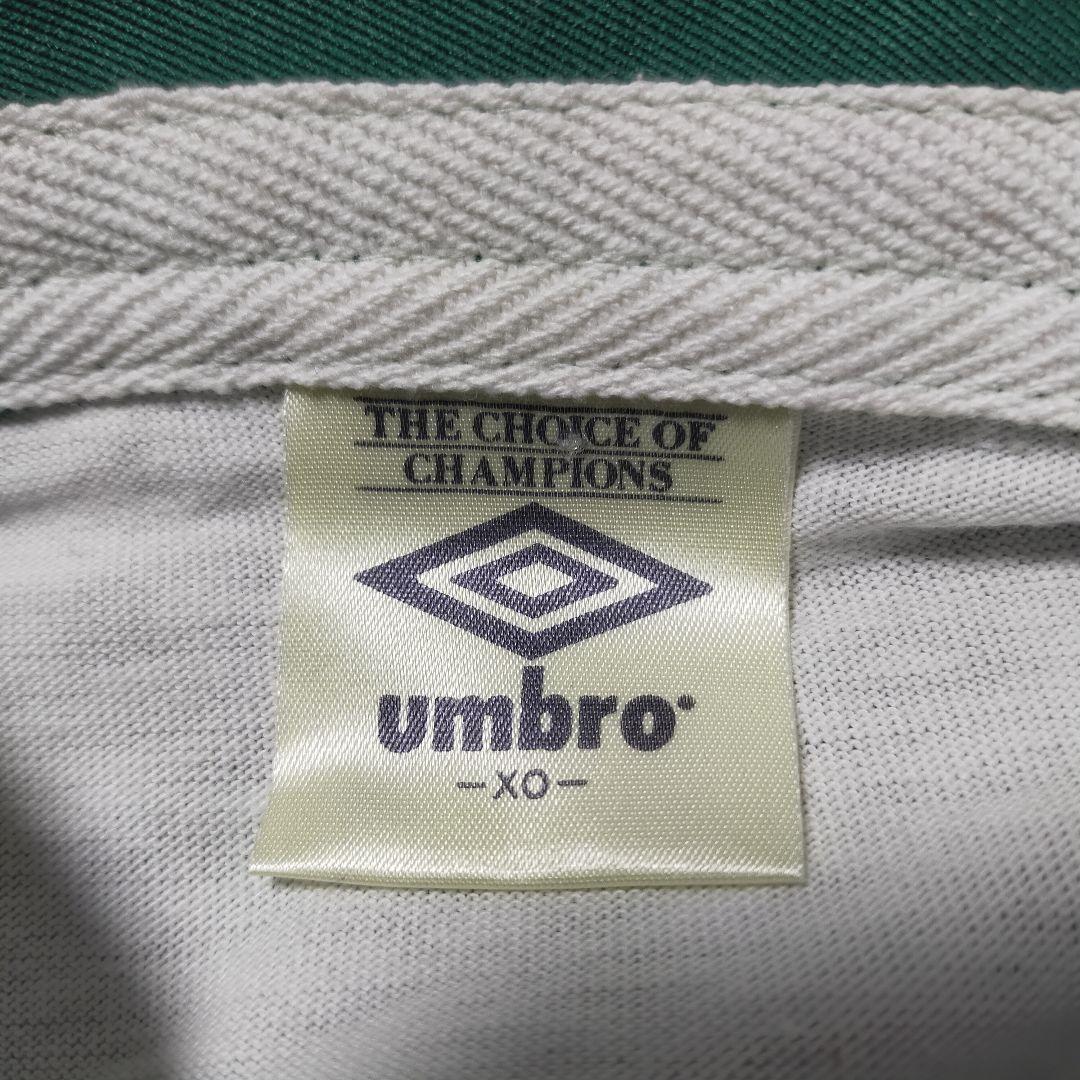 THE CHOICE OF
CHAMPIONS
umbro
-XO-